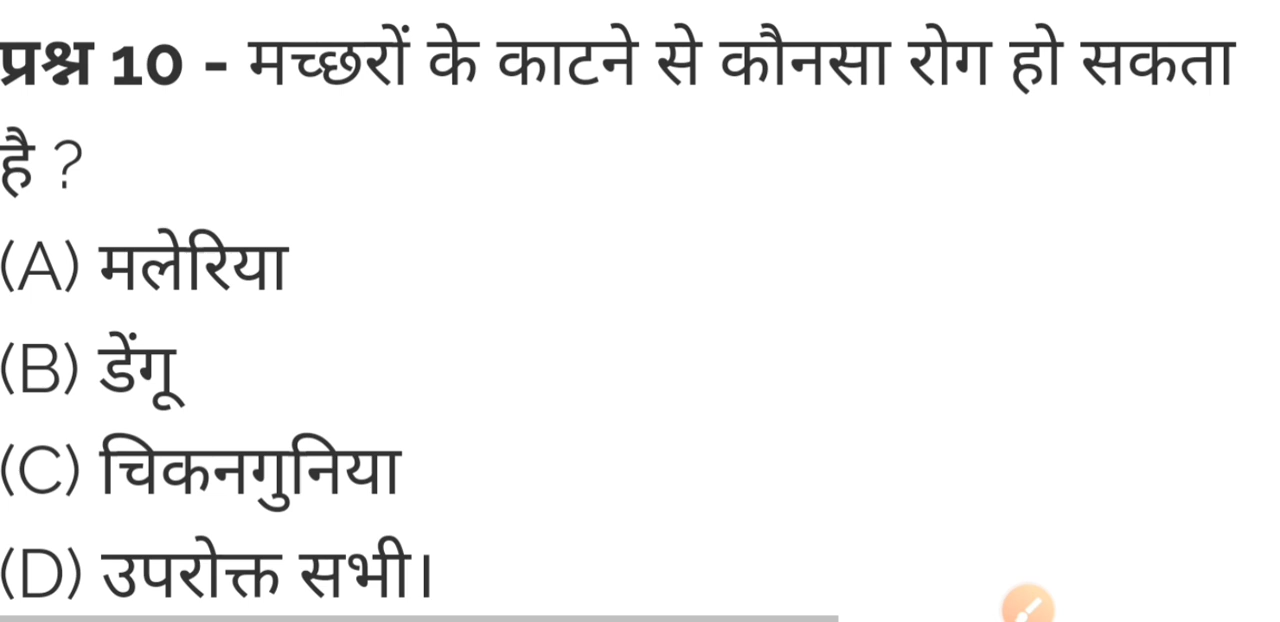 प्रश्न 10 - मच्छरों के काटने से कौनसा रोग हो सकता
है ?
(A) मलेरिया
(B) डेंगू
(C) चिकनगुनिया
(D) उपरोक्त सभी।